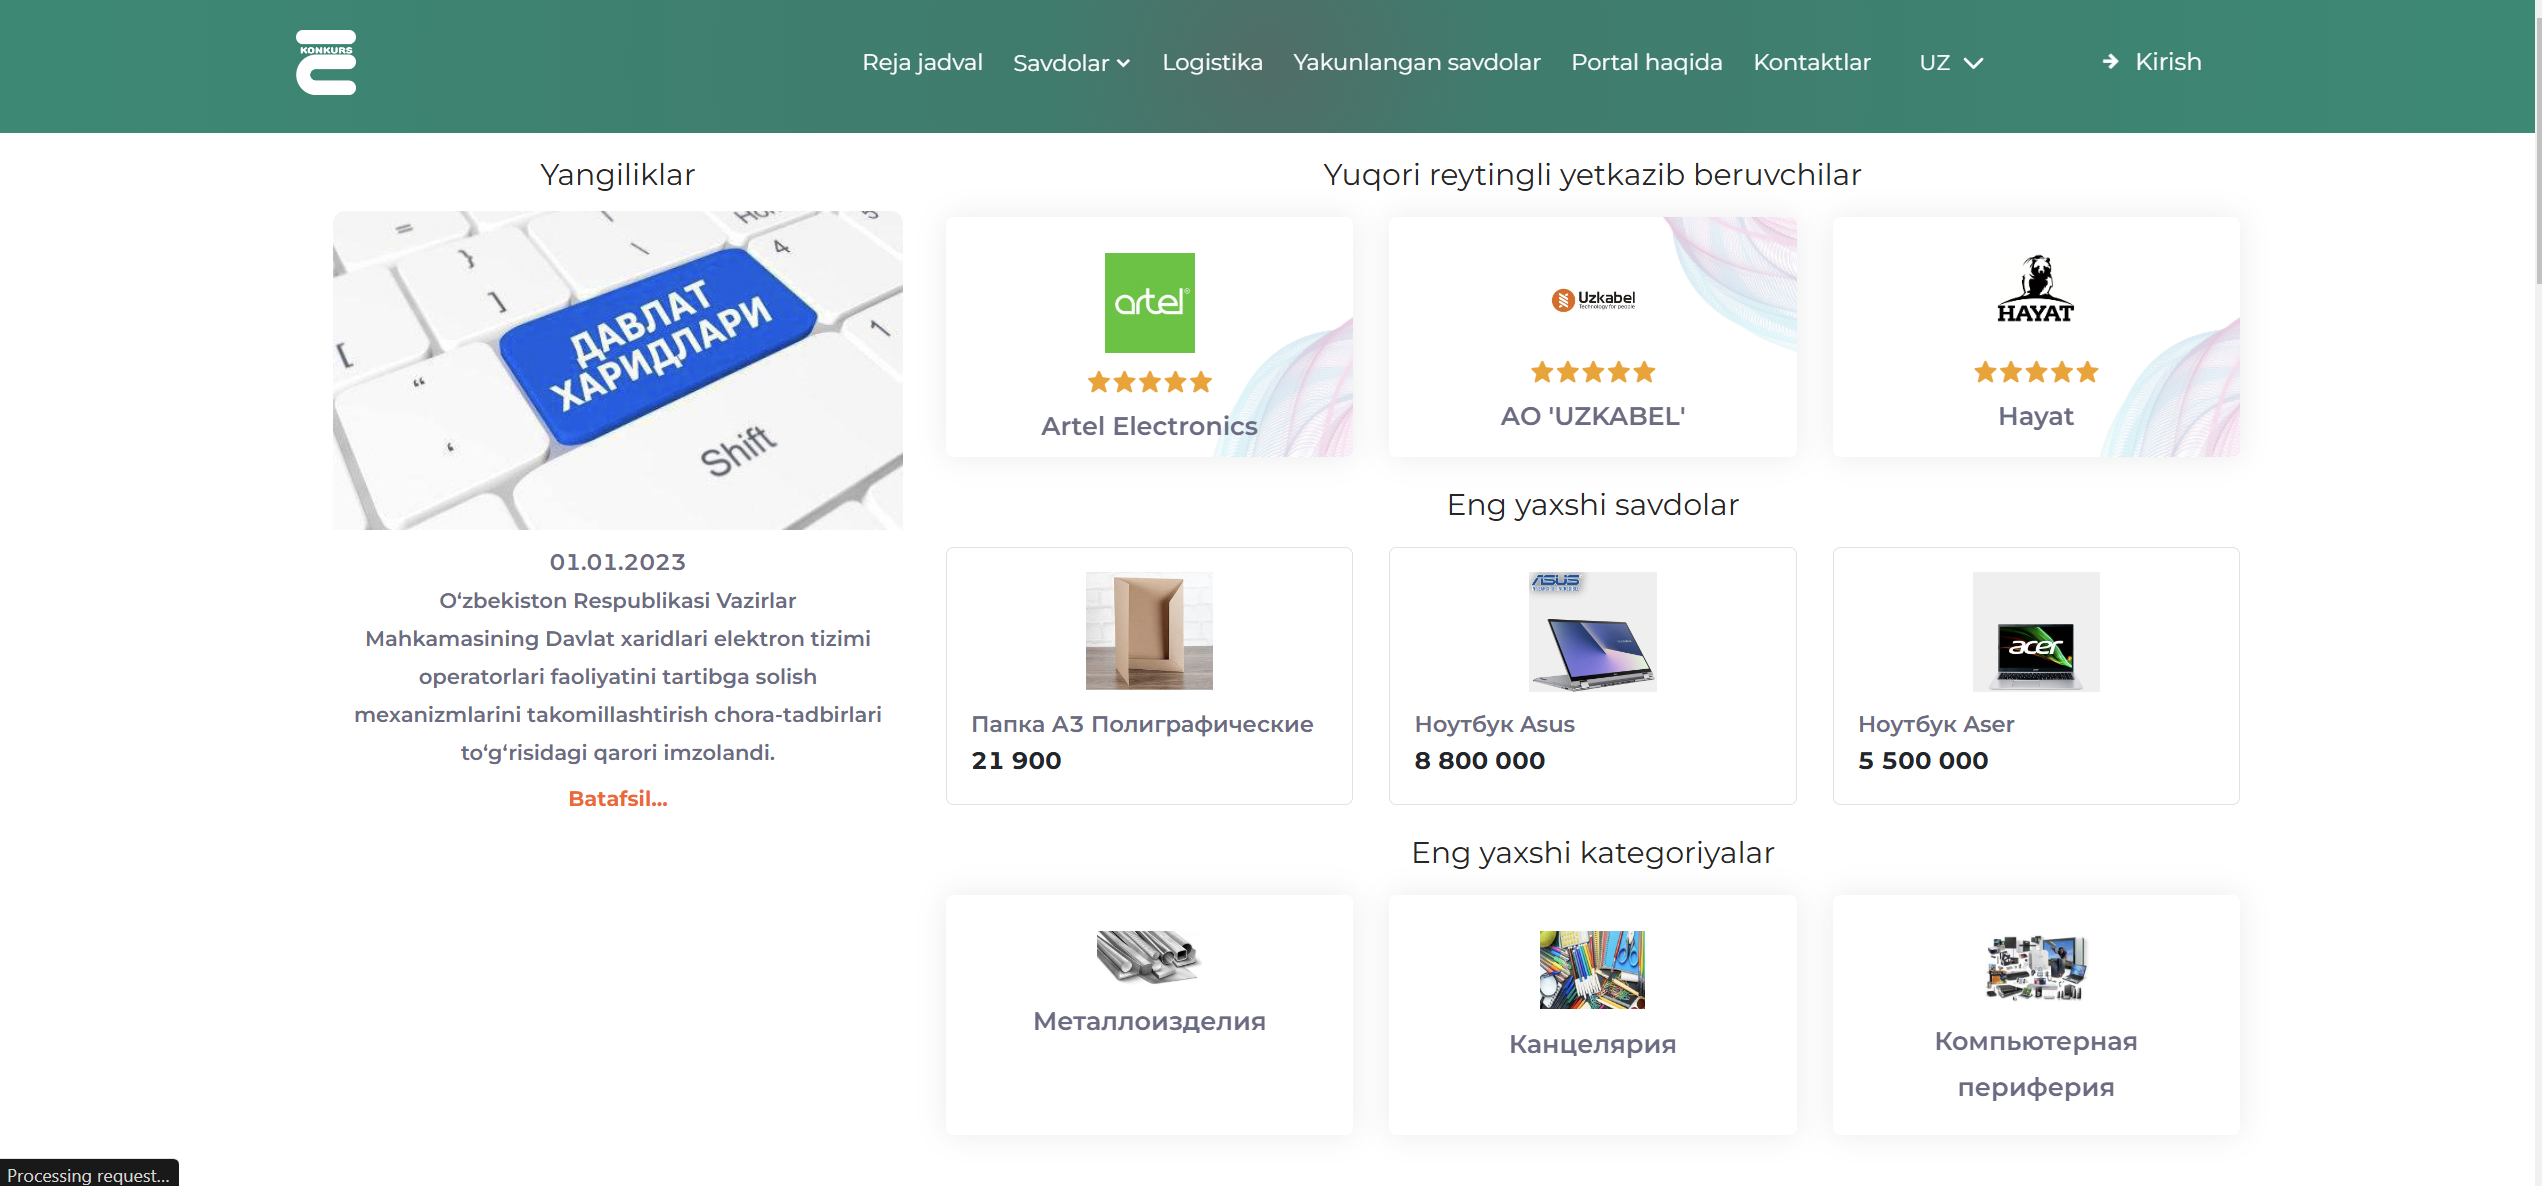 KONKURS
Reja jadval
Savdolar
Logistika
Yakunlangan savdolar
Portal haqida
Kontaktlar
UZ
Kirish
Yangiliklar
ДАВЛАТ
ХАРИДЛАРИ
Shift
01.01.2023
O‘zbekiston Respublikasi Vazirlar
Mahkamasining Davlat xaridlari elektron tizimi
operatorlari faoliyatini tartibga solish
mexanizmlarini takomillashtirish chora-tadbirlari
to‘g‘risidagi qarori imzolandi.
Batafsil...
Yuqori reytingli yetkazib beruvchilar
artel
Artel Electronics
Uzkabel
Technology for people
АО 'UZKABEL'
HAYAT
Hayat
Eng yaxshi savdolar
Папка А3 Полиграфические
21 900
ASUS
Ноутбук Asus
8 800 000
acer
Ноутбук Aser
5 500 000
Eng yaxshi kategoriyalar
Металлоизделия
Канцелярия
Компьютерная
периферия
Processing request...